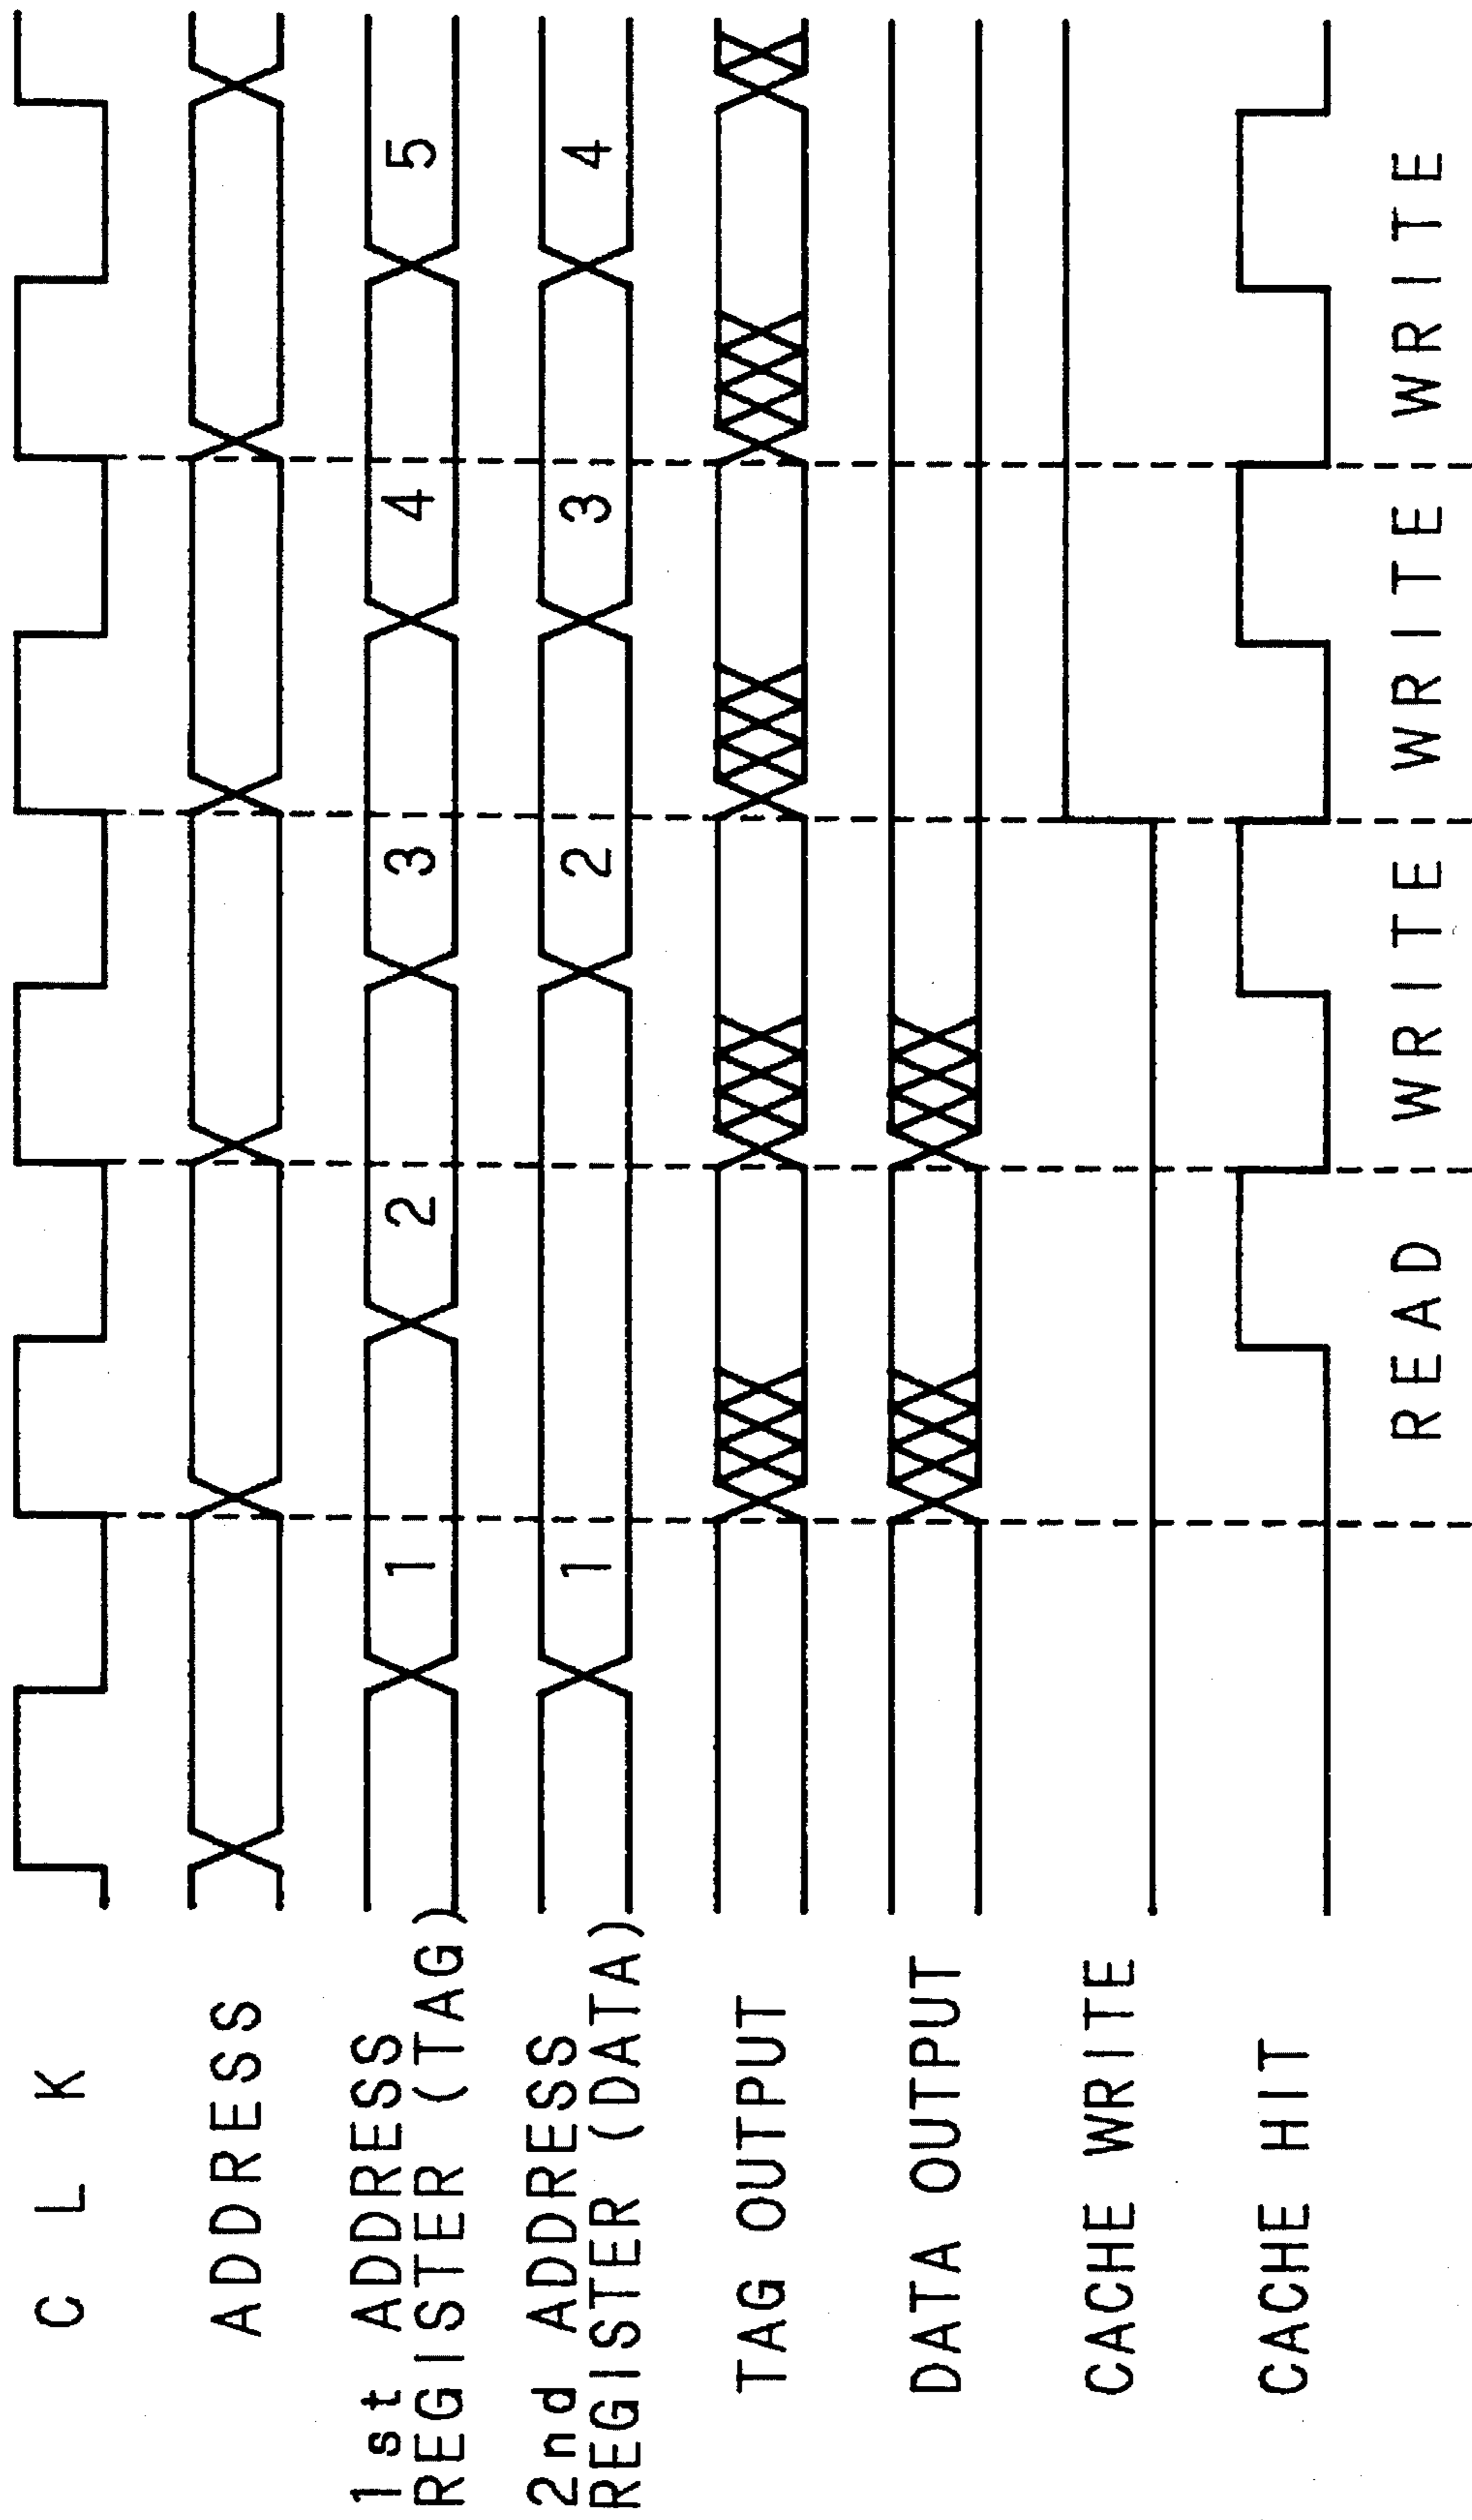 C L K
ADDRESS
1st ADDRESS
REGISTER (TAG)
1 2 3 4 5
2nd ADDRESS
REGISTER (DATA)
1 2 3 4
TAG OUTPUT
DATA OUTPUT
CACHE WRITE
CACHE HIT
READ WRITE WRITE WRITE